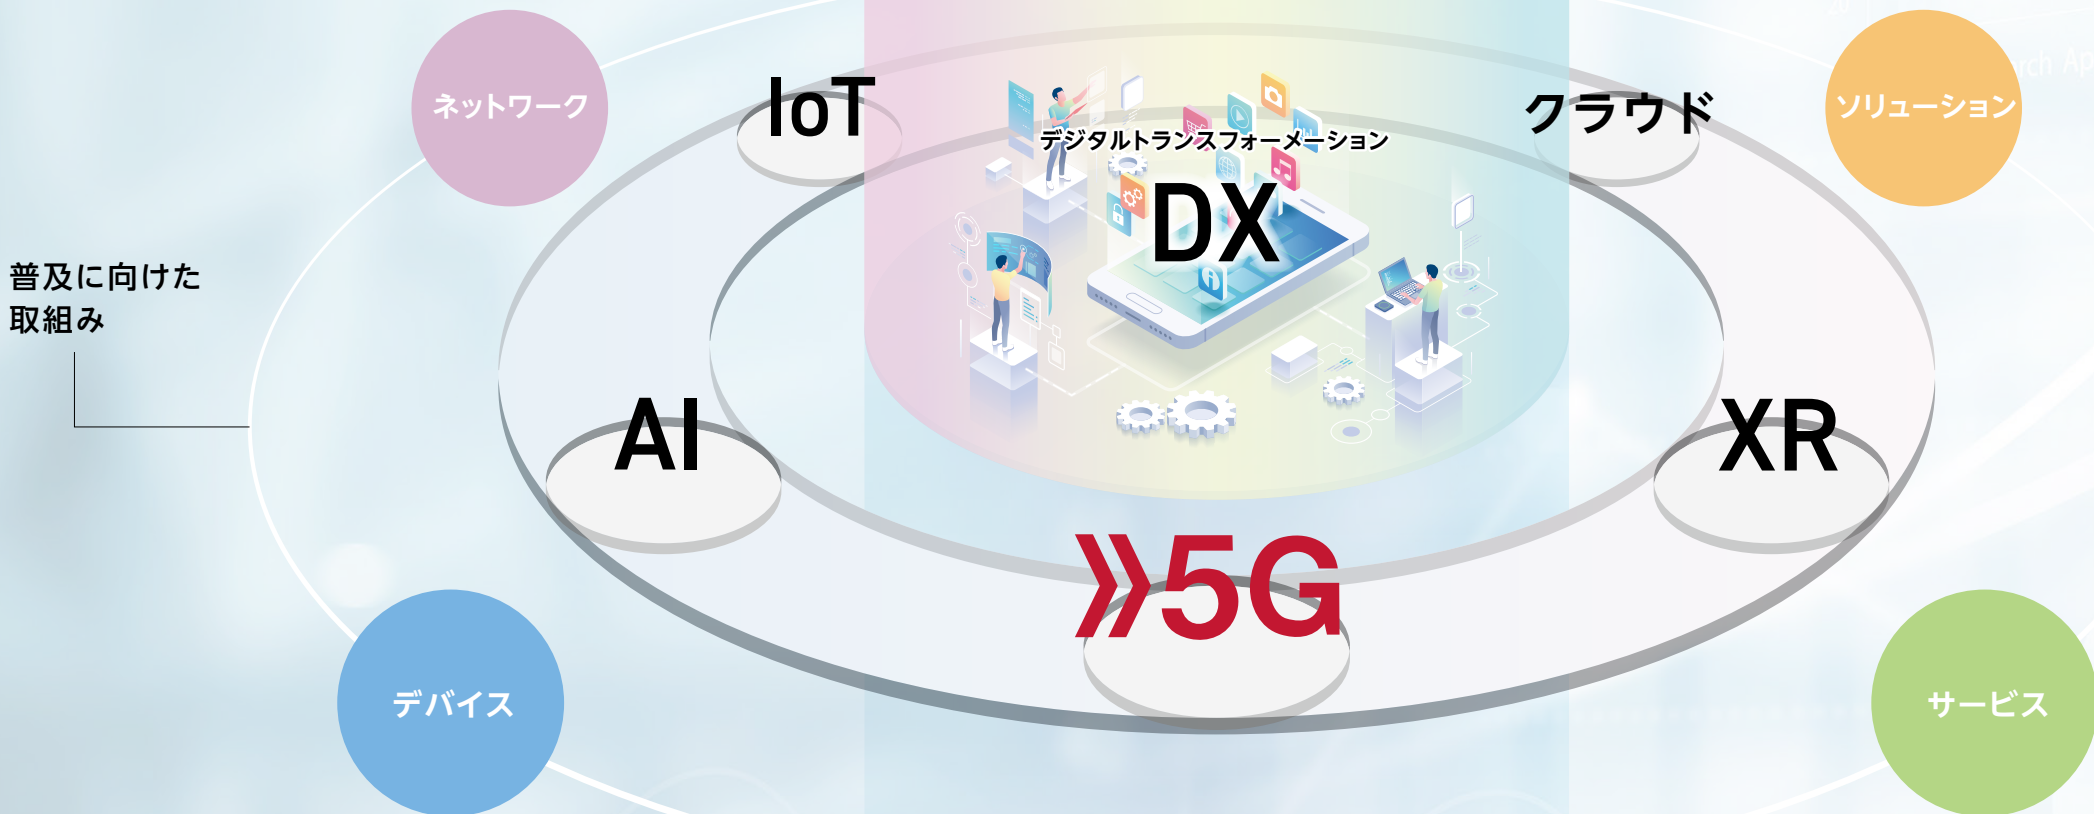 ネットワーク
IoT
デジタルトランスフォーメーション
DX
クラウド
ソリューション
普及に向けた
取組み
AI
XR
5G
デバイス
サービス